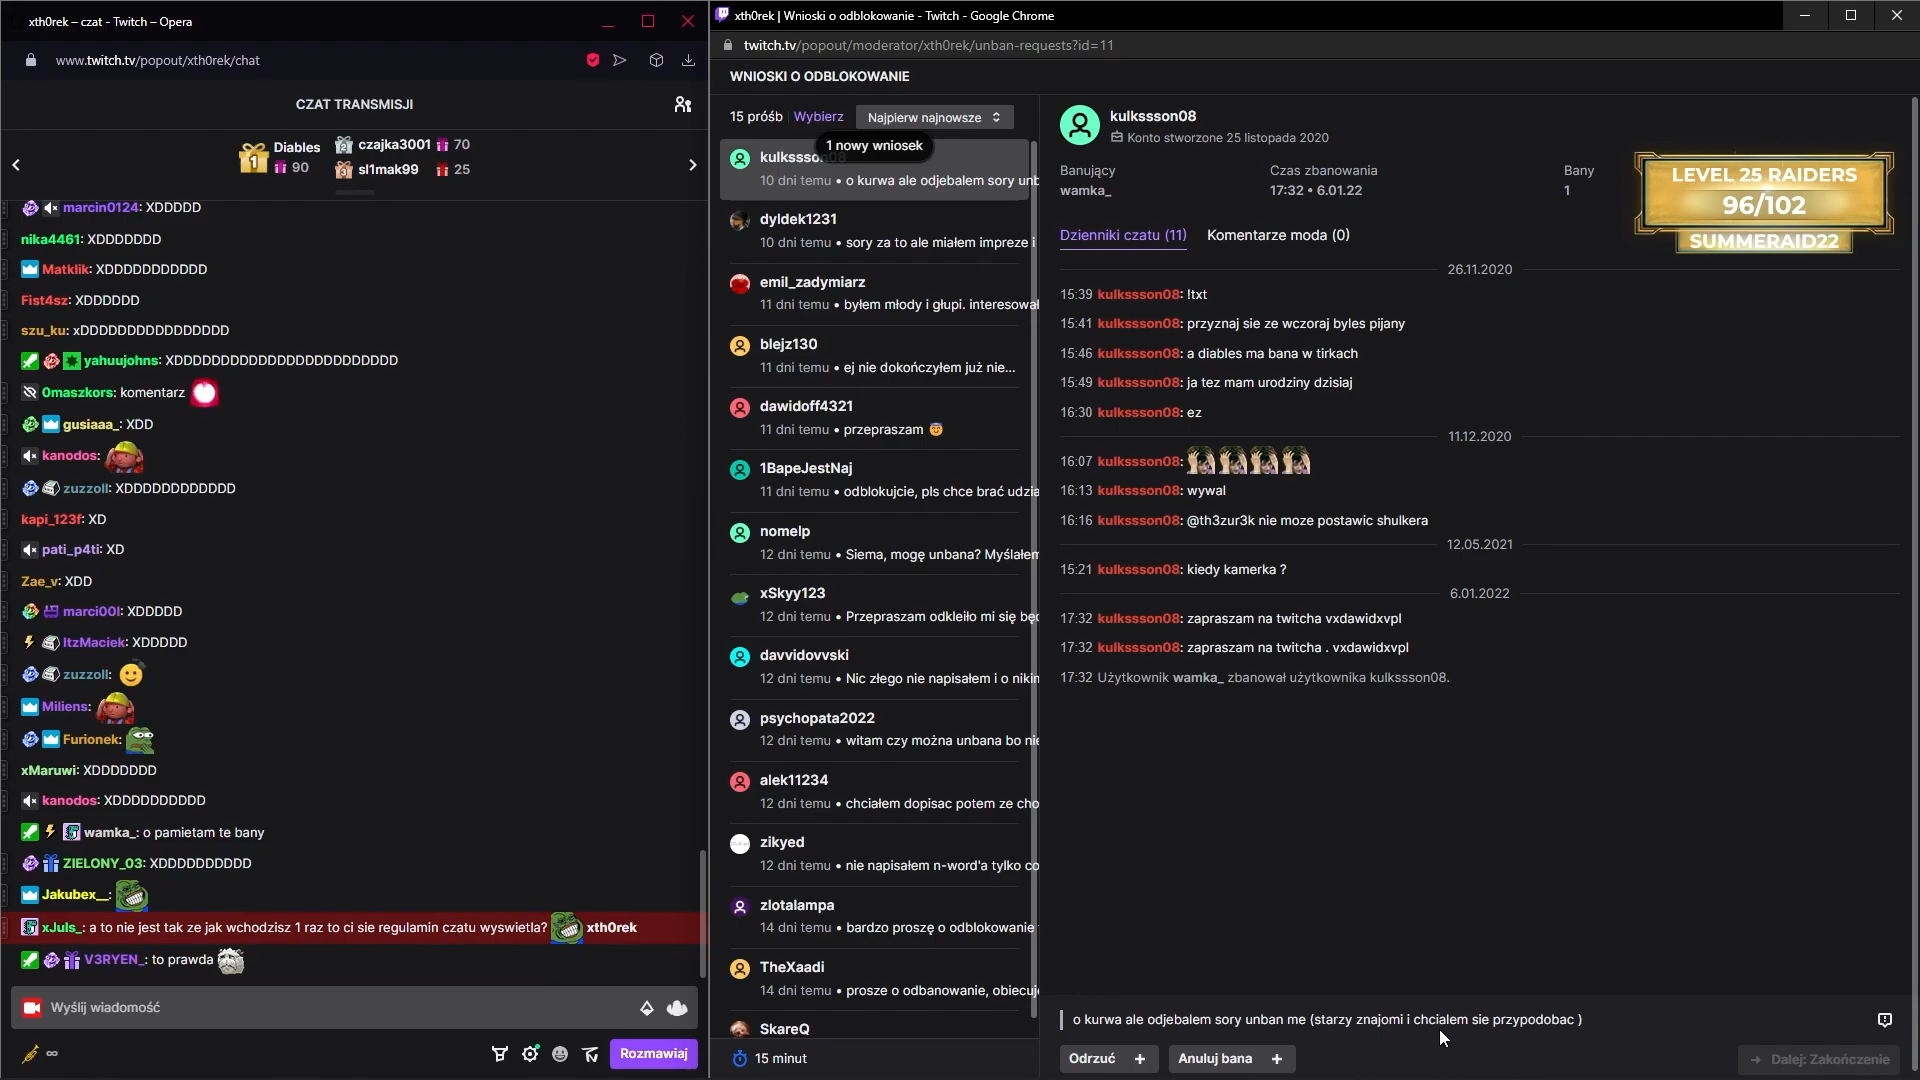 xth0rek – czat - Twitch – Opera
www.twitch.tv/popout/xth0rek/chat
CZAT TRANSMISJI
1
Diables
90
2
czajka3001
70
3
sl1mak99
25
marcin0124: XDDDDD
nika4461: XDDDDDDD
Matklik: XDDDDDDDDDDD
Fist4sz: XDDDDDD
szu_ku: xDDDDDDDDDDDDDDDD
yahuujohns: XDDDDDDDDDDDDDDDDDDDDDDDD
0maszkors: komentarz
gusiaaa_: XDD
kanodos:
zuzzoll: XDDDDDDDDDDDD
kapi_123f: XD
pati_p4ti: XD
Zae_v: XDD
marci00l: XDDDDD
ItzMaciek: XDDDDD
zuzzoll:
Miliens:
Furionek:
xMaruwi: XDDDDDDD
kanodos: XDDDDDDDDDDD
wamka_: o pamietam te bany
ZIELONY_03: XDDDDDDDDDDD
Jakubex__:
xJuls_: a to nie jest tak ze jak wchodzisz 1 raz to ci sie regulamin czatu wyswietla? xth0rek
V3RYEN_: to prawda
Wyślij wiadomość
∞
Rozmawiaj
xth0rek | Wnioski o odblokowanie - Twitch - Google Chrome
twitch.tv/popout/moderator/xth0rek/unban-requests?id=11
WNIOSKI O ODBLOKOWANIE
15 próśb
Wybierz
Najpierw najnowsze
1 nowy wniosek
10 dni temu • o kurwa ale odjebalem sory unb
dyldek1231
10 dni temu • sory za to ale miałem impreze i
emil_zadymiarz
11 dni temu • byłem młody i głupi. interesował
blejz130
11 dni temu • ej nie dokończyłem już nie...
dawidoff4321
11 dni temu • przepraszam
1BapeJestNaj
11 dni temu • odblokujcie, pls chce brać udzia
nomelp
12 dni temu • Siema, mogę unbana? Myślałem
xSkyy123
12 dni temu • Przepraszam odkleiło mi się będ
davvidovvski
12 dni temu • Nic złego nie napisałem i o nikim
psychopata2022
12 dni temu • witam czy można unbana bo nie
alek11234
12 dni temu • chciałem dopisac potem ze cho
zikyed
12 dni temu • nie napisałem n-word'a tylko co
zlotalampa
14 dni temu • bardzo proszę o odblokowanie
TheXaadi
14 dni temu • prosze o odbanowanie, obiecuję
SkareQ
15 minut
kulkssson08
Konto stworzone 25 listopada 2020
Banujący
wamka_
Czas zbanowania
17:32 • 6.01.22
Bany
1
LEVEL 25 RAIDERS
96/102
SUMMERAID22
Dzienniki czatu (11)
Komentarze moda (0)
26.11.2020
15:39 kulkssson08: !txt
15:41 kulkssson08: przyznaj sie ze wczoraj byles pijany
15:46 kulkssson08: a diables ma bana w tirkach
15:49 kulkssson08: ja tez mam urodziny dzisiaj
16:30 kulkssson08: ez
11.12.2020
16:07 kulkssson08:
16:13 kulkssson08: wywal
16:16 kulkssson08: @th3zur3k nie moze postawic shulkera
12.05.2021
15:21 kulkssson08: kiedy kamerka ?
6.01.2022
17:32 kulkssson08: zapraszam na twitcha vxdawidxvpl
17:32 kulkssson08: zapraszam na twitcha . vxdawidxvpl
17:32 Użytkownik wamka_ zbanował użytkownika kulkssson08.
o kurwa ale odjebalem sory unban me (starzy znajomi i chcialem sie przypodobac )
Odrzuć +
Anuluj bana +
Dalej: Zakończenie